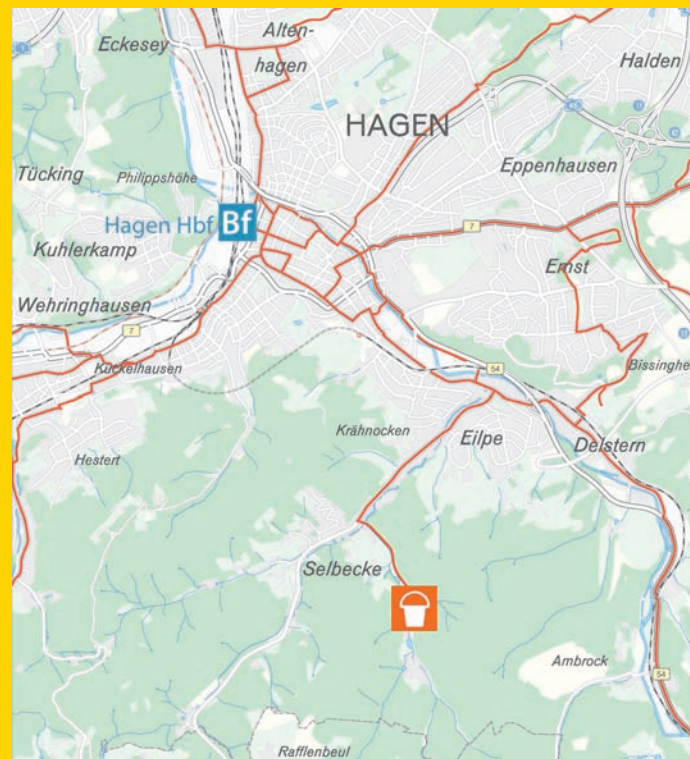 Eckesey
Alten-
hagen
Halden
HAGEN
Eppenhausen
Tücking
Philippshöhe
Hagen Hbf Bf
7
Kuhlerkamp
Emst
Wehringhausen
7
Kückelhausen
54
Bissinghe
Krähnocken
Eilpe
Delstern
Hestert
Selbecke
Ambrock
54
Rafflenbeul